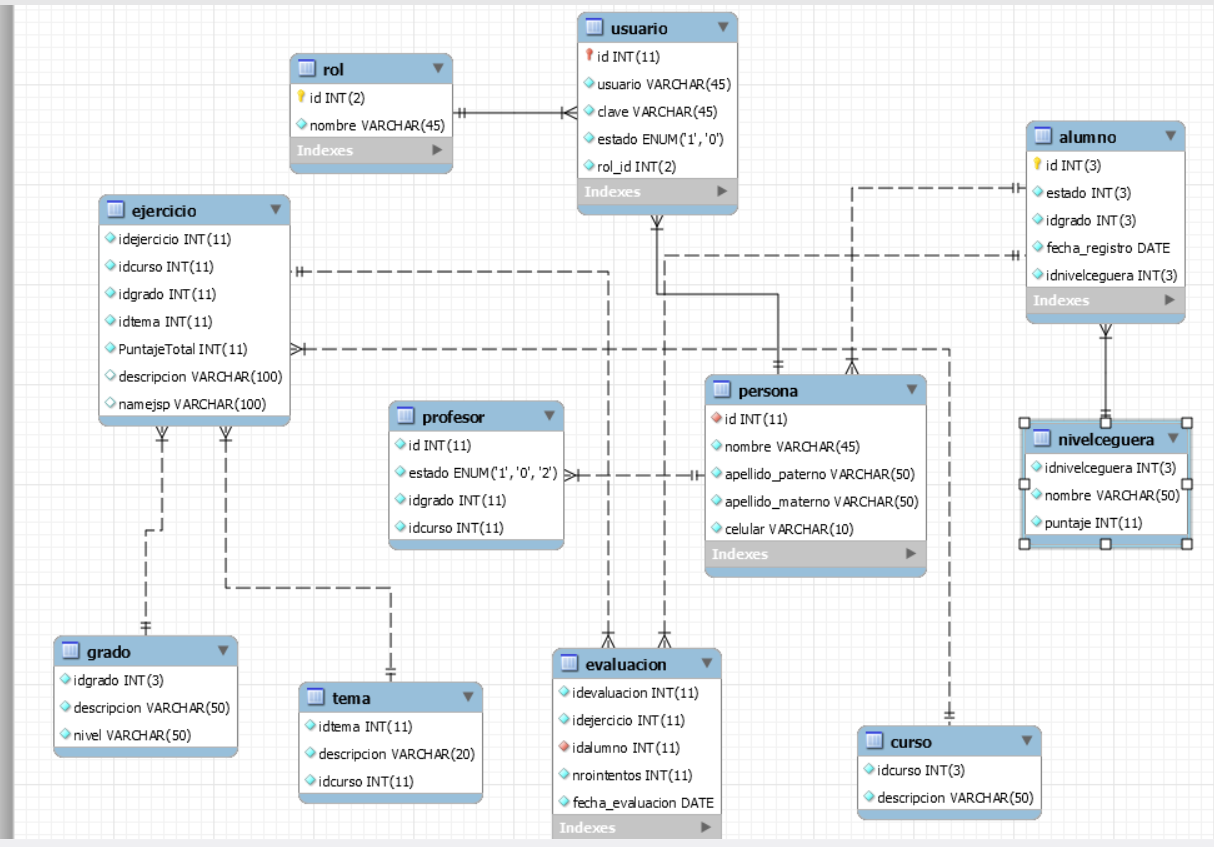 usuario
id INT(11)
usuario VARCHAR(45)
clave VARCHAR(45)
estado ENUM('1', '0')
rol_id INT(2)
Indexes
rol
id INT(2)
nombre VARCHAR(45)
Indexes
alumno
id INT(3)
estado INT(3)
idgrado INT(3)
fecha_registro DATE
idnivelceguera INT(3)
Indexes
ejercicio
idejercicio INT(11)
idcurso INT(11)
idgrado INT(11)
idtema INT(11)
PuntajeTotal INT(11)
descripcion VARCHAR(100)
namejsp VARCHAR(100)
persona
id INT(11)
nombre VARCHAR(45)
apellido_paterno VARCHAR(50)
apellido_materno VARCHAR(50)
celular VARCHAR(10)
Indexes
profesor
id INT(11)
estado ENUM('1', '0', '2')
idgrado INT(11)
idcurso INT(11)
nivelceguera
idnivelceguera INT(3)
nombre VARCHAR(50)
puntaje INT(11)
grado
idgrado INT(3)
descripcion VARCHAR(50)
nivel VARCHAR(50)
tema
idtema INT(11)
descripcion VARCHAR(20)
idcurso INT(11)
evaluacion
idevaluacion INT(11)
idejercicio INT(11)
idalumno INT(11)
nrointentos INT(11)
fecha_evaluacion DATE
Indexes
curso
idcurso INT(3)
descripcion VARCHAR(50)